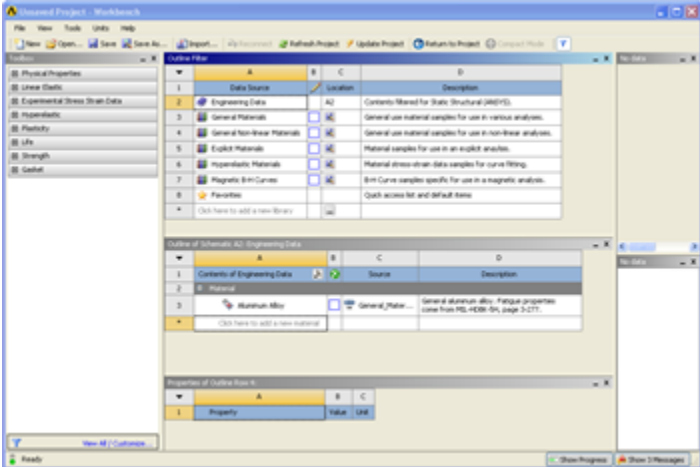 Unsaved Project - Workbench
File View Tools Units Help
New Open... Save Save As... Import... Reconnect Refresh Project Update Project Return to Project Compact Mode
Toolbox
Physical Properties
Linear Elastic
Experimental Stress Strain Data
Hyperelastic
Plasticity
Life
Strength
Gasket
View All / Customize...
Outline Filter
A B C D
1 Data Source Location Description
2 Engineering Data A2 Contents filtered for Static Structural (ANSYS).
3 General Materials General use material samples for use in various analyses.
4 General Non-linear Materials General use material samples for use in non-linear analyses.
5 Explicit Materials Material samples for use in an explicit analysis.
6 Hyperelastic Materials Material stress-strain data samples for curve fitting.
7 Magnetic B-H Curves B-H Curve samples specific for use in a magnetic analysis.
8 Favorites Quick access list and default items
* Click here to add a new library ...
Outline of Schematic A2: Engineering Data
A B C D
1 Contents of Engineering Data Source Description
2 Material
3 Aluminum Alloy General_Mater... General aluminum alloy. Fatigue properties
come from MIL-HDBK-5H, page 3-277.
* Click here to add a new material
Properties of Outline Row 4:
A B C
1 Property Value Unit
No data
No data
Ready
Show Progress Show 3 Messages